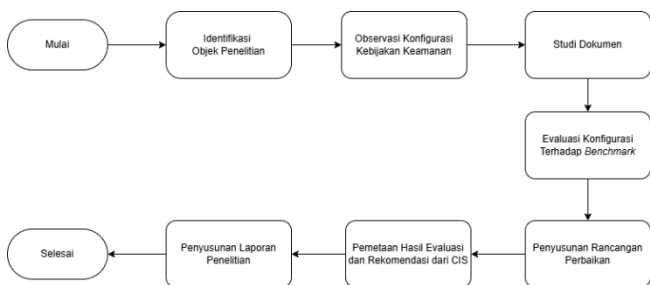 Mulai
Identifikasi
Objek Penelitian
Observasi Konfigurasi
Kebijakan Keamanan
Studi Dokumen
Evaluasi Konfigurasi
Terhadap Benchmark
Penyusunan Rancangan
Perbaikan
Pemetaan Hasil Evaluasi
dan Rekomendasi dari CIS
Penyusunan Laporan
Penelitian
Selesai